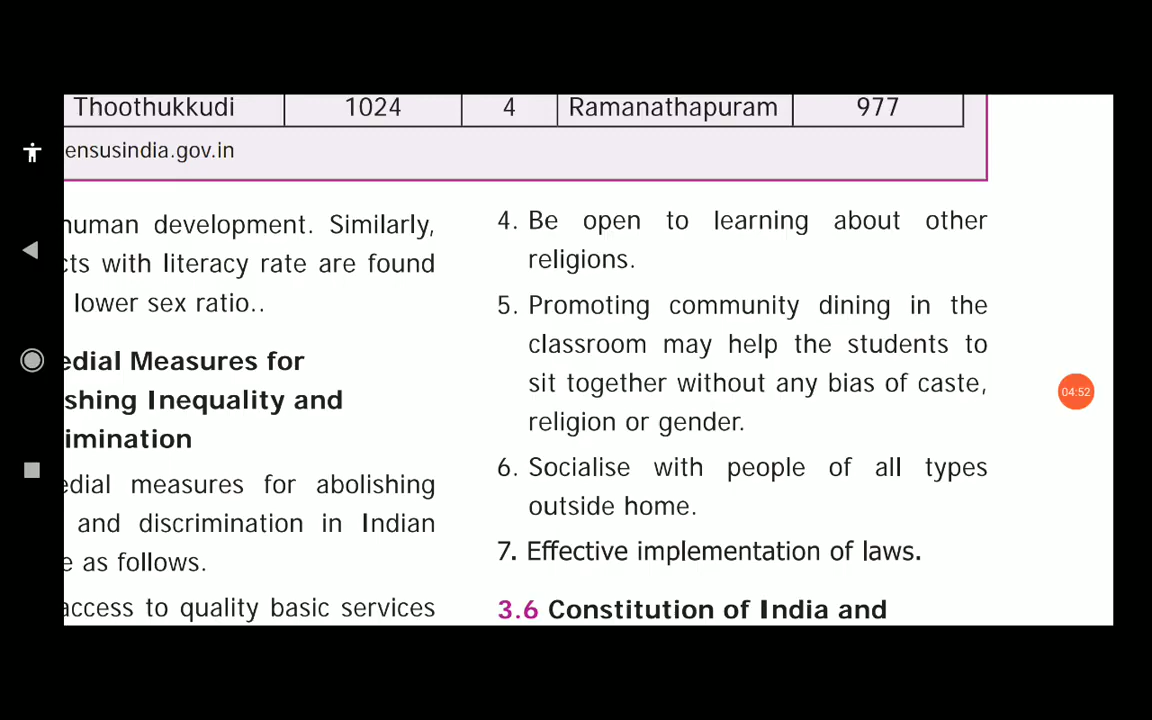 Thoothukkudi 1024 4 Ramanathapuram 977
ensusindia.gov.in
human development. Similarly,
cts with literacy rate are found
lower sex ratio..
edial Measures for
shing Inequality and
imination
edial measures for abolishing
and discrimination in Indian
e as follows.
access to quality basic services
4. Be open to learning about other
religions.
5. Promoting community dining in the
classroom may help the students to
sit together without any bias of caste,
religion or gender.
6. Socialise with people of all types
outside home.
7. Effective implementation of laws.
3.6 Constitution of India and
04:52